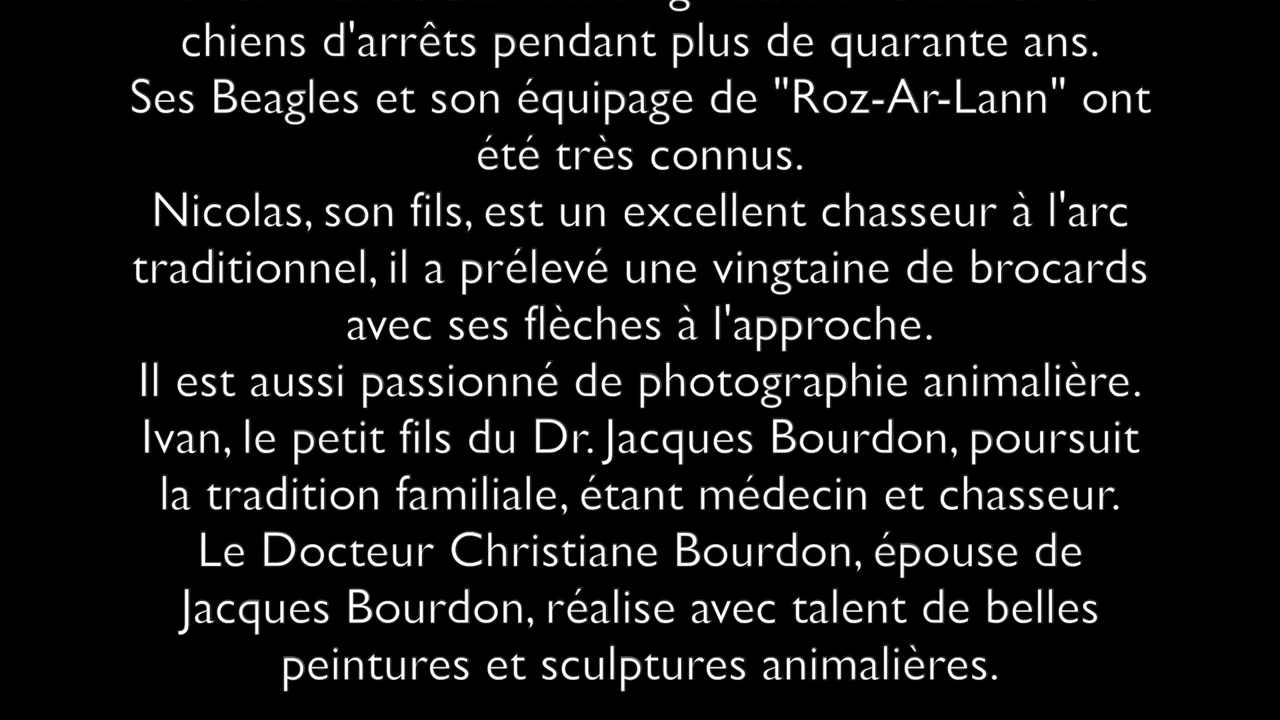 chiens d'arrêts pendant plus de quarante ans.
Ses Beagles et son équipage de "Roz-Ar-Lann" ont
été très connus.
Nicolas, son fils, est un excellent chasseur à l'arc
traditionnel, il a prélevé une vingtaine de brocards
avec ses flèches à l'approche.
Il est aussi passionné de photographie animalière.
Ivan, le petit fils du Dr. Jacques Bourdon, poursuit
la tradition familiale, étant médecin et chasseur.
Le Docteur Christiane Bourdon, épouse de
Jacques Bourdon, réalise avec talent de belles
peintures et sculptures animalières.